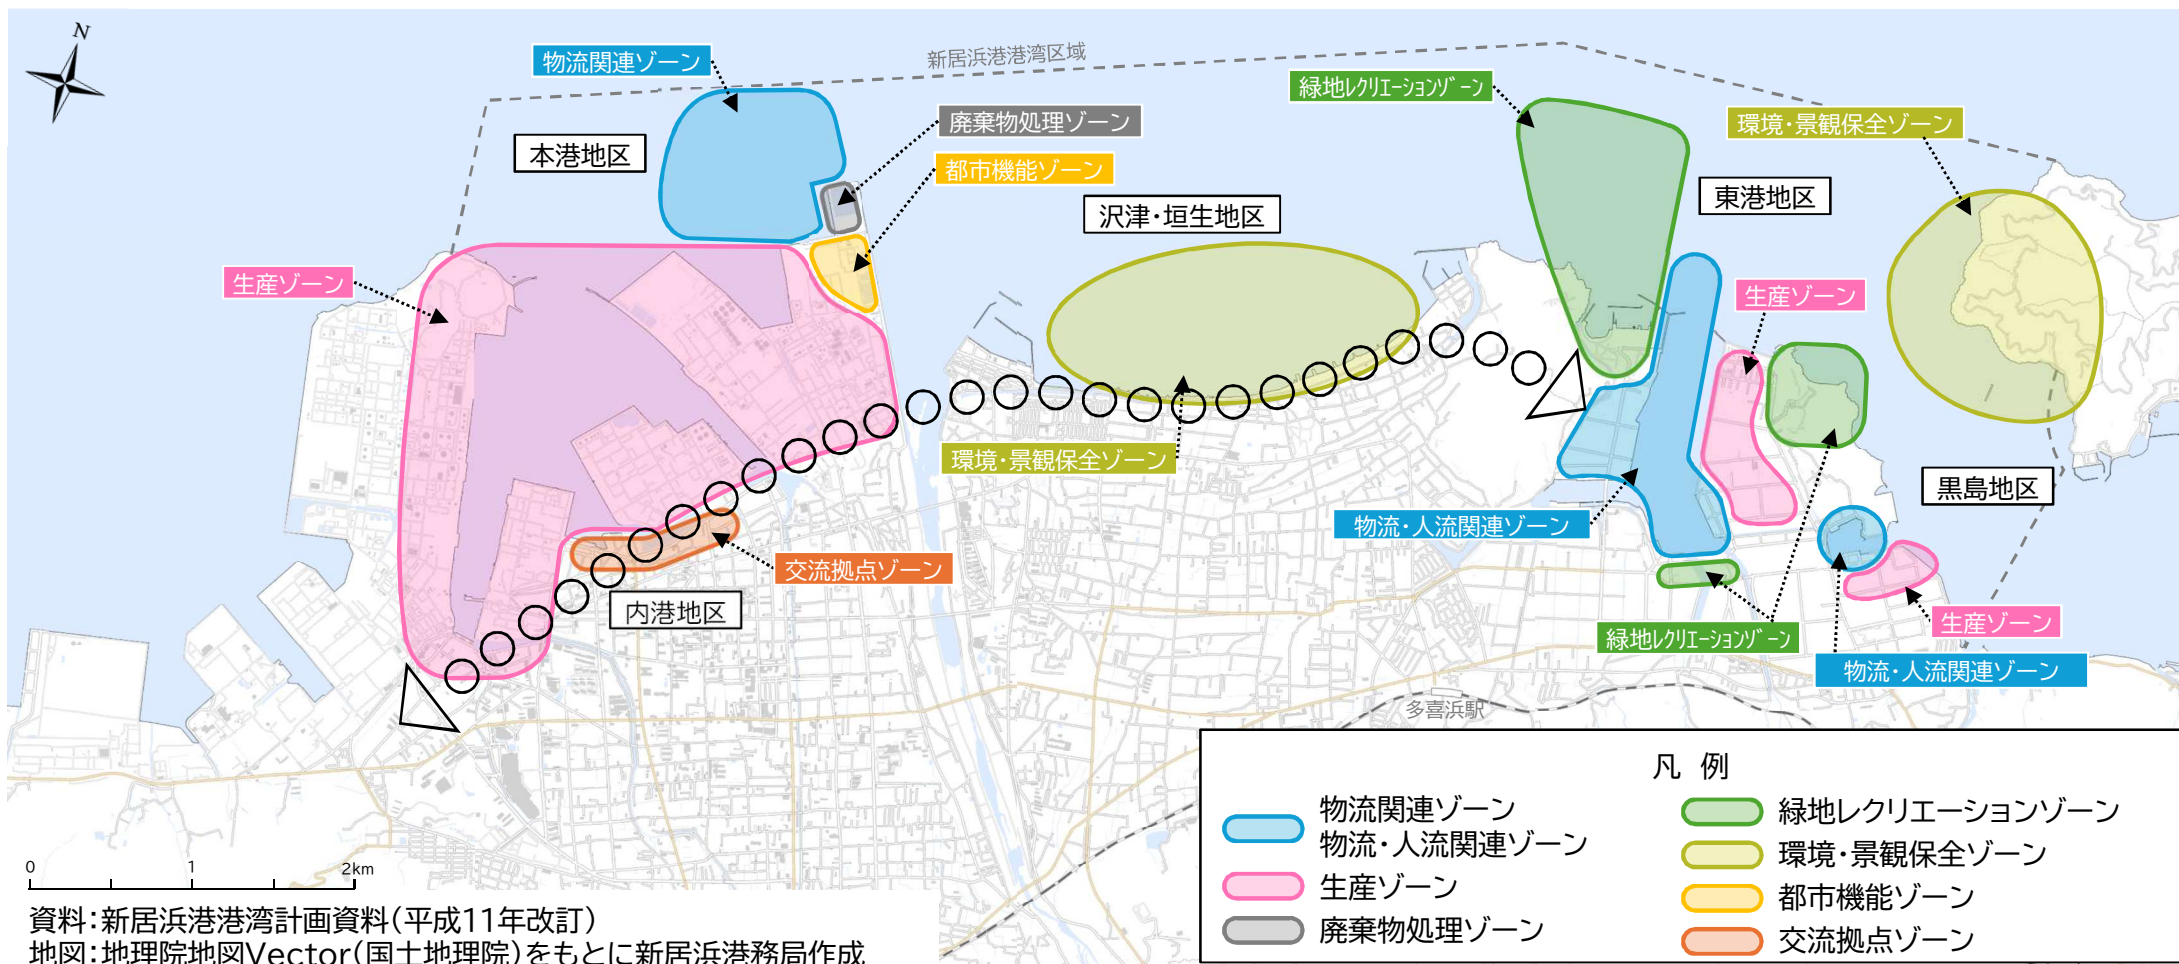 N
新居浜港港湾区域
物流関連ゾーン
緑地レクリエーションゾーン
廃棄物処理ゾーン
環境・景観保全ゾーン
本港地区
都市機能ゾーン
東港地区
沢津・垣生地区
生産ゾーン
生産ゾーン
環境・景観保全ゾーン
黒島地区
物流・人流関連ゾーン
交流拠点ゾーン
内港地区
生産ゾーン
緑地レクリエーションゾーン
物流・人流関連ゾーン
多喜浜駅
凡 例
物流関連ゾーン
物流・人流関連ゾーン
生産ゾーン
廃棄物処理ゾーン
緑地レクリエーションゾーン
環境・景観保全ゾーン
都市機能ゾーン
交流拠点ゾーン
0 1 2km
資料:新居浜港港湾計画資料(平成11年改訂)
地図:地理院地図Vector(国土地理院)をもとに新居浜港務局作成